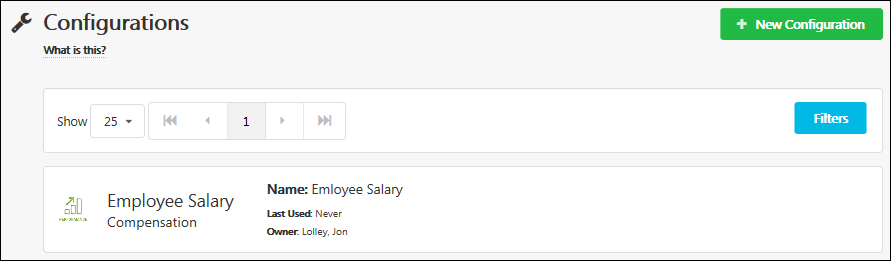 Configurations
+ New Configuration
What is this?
Show 25 1 Filters
Employee Salary
Compensation
Name: Emloyee Salary
Last Used: Never
Owner: Lolley, Jon